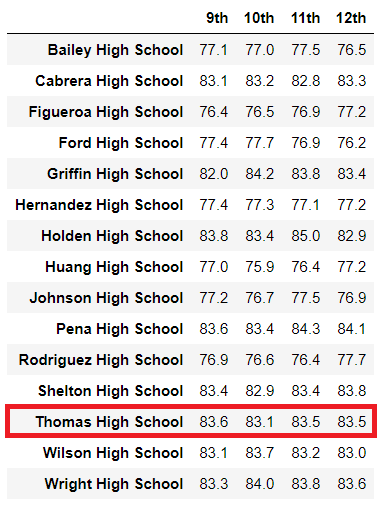 9th 10th 11th 12th
Bailey High School 77.1 77.0 77.5 76.5
Cabrera High School 83.1 83.2 82.8 83.3
Figueroa High School 76.4 76.5 76.9 77.2
Ford High School 77.4 77.7 76.9 76.2
Griffin High School 82.0 84.2 83.8 83.4
Hernandez High School 77.4 77.3 77.1 77.2
Holden High School 83.8 83.4 85.0 82.9
Huang High School 77.0 75.9 76.4 77.2
Johnson High School 77.2 76.7 77.5 76.9
Pena High School 83.6 83.4 84.3 84.1
Rodriguez High School 76.9 76.6 76.4 77.7
Shelton High School 83.4 82.9 83.4 83.8
Thomas High School 83.6 83.1 83.5 83.5
Wilson High School 83.1 83.7 83.2 83.0
Wright High School 83.3 84.0 83.8 83.6